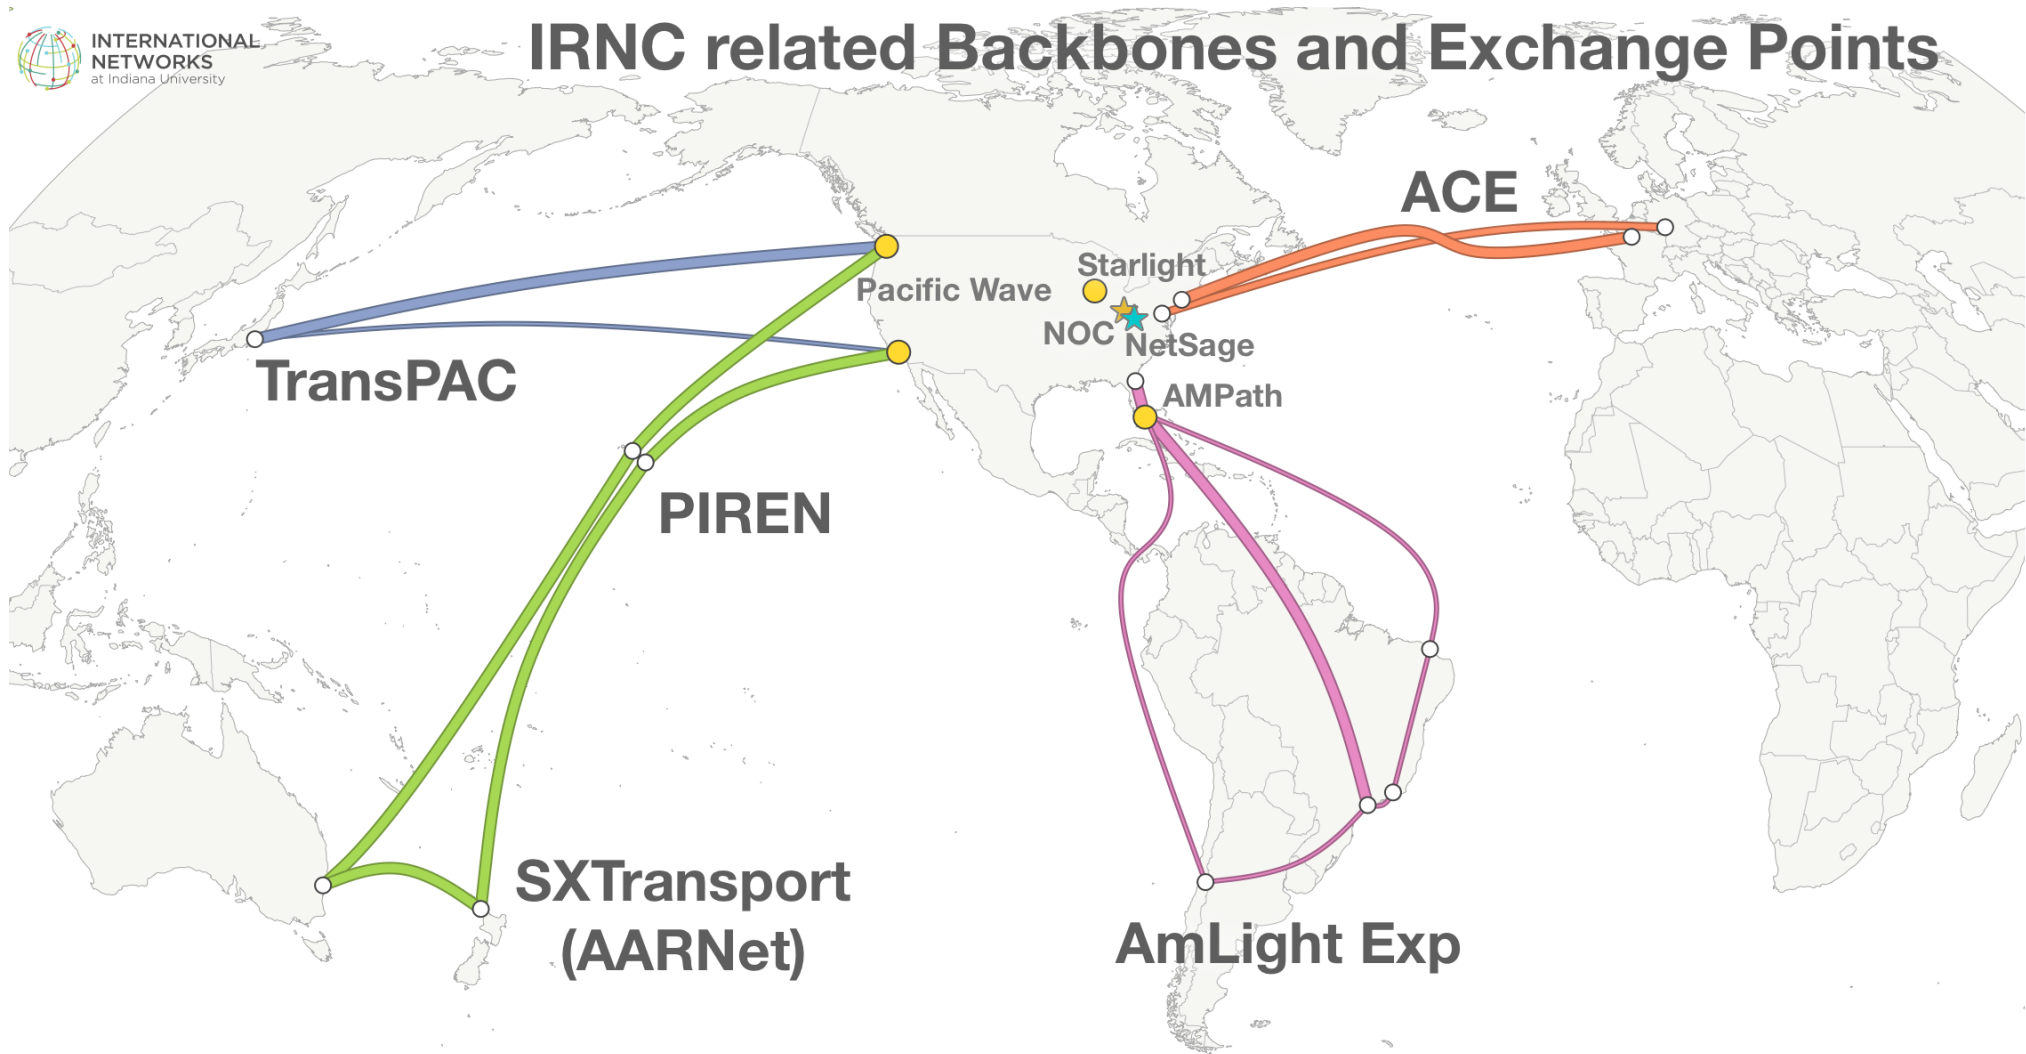 INTERNATIONAL
NETWORKS
at Indiana University
IRNC related Backbones and Exchange Points
ACE
Starlight
Pacific Wave
NOC
NetSage
TransPAC
AMPath
PIREN
SXTransport
(AARNet)
AmLight Exp